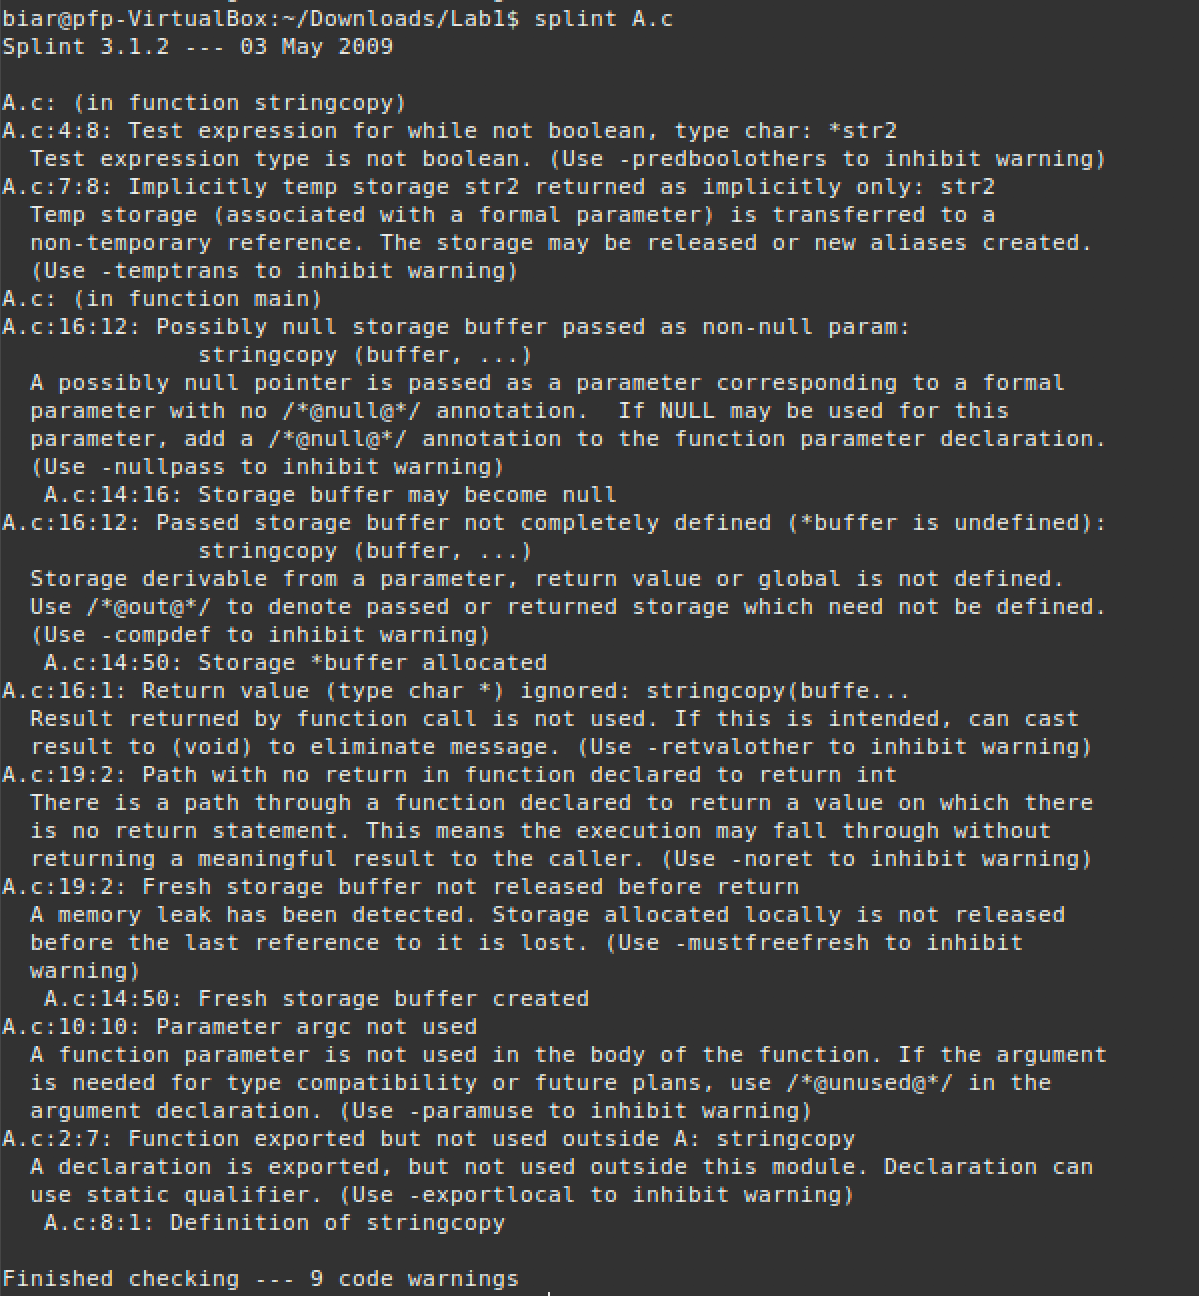 biar@pfp-VirtualBox:~/Downloads/Lab1$ splint A.c
Splint 3.1.2 --- 03 May 2009

A.c: (in function stringcopy)
A.c:4:8: Test expression for while not boolean, type char: *str2
  Test expression type is not boolean. (Use -predboolothers to inhibit warning)
A.c:7:8: Implicitly temp storage str2 returned as implicitly only: str2
  Temp storage (associated with a formal parameter) is transferred to a
  non-temporary reference. The storage may be released or new aliases created.
  (Use -temptrans to inhibit warning)
A.c: (in function main)
A.c:16:12: Possibly null storage buffer passed as non-null param:
              stringcopy (buffer, ...)
  A possibly null pointer is passed as a parameter corresponding to a formal
  parameter with no /*@null@*/ annotation.  If NULL may be used for this
  parameter, add a /*@null@*/ annotation to the function parameter declaration.
  (Use -nullpass to inhibit warning)
   A.c:14:16: Storage buffer may become null
A.c:16:12: Passed storage buffer not completely defined (*buffer is undefined):
              stringcopy (buffer, ...)
  Storage derivable from a parameter, return value or global is not defined.
  Use /*@out@*/ to denote passed or returned storage which need not be defined.
  (Use -compdef to inhibit warning)
   A.c:14:50: Storage *buffer allocated
A.c:16:1: Return value (type char *) ignored: stringcopy(buffe...
  Result returned by function call is not used. If this is intended, can cast
  result to (void) to eliminate message. (Use -retvalother to inhibit warning)
A.c:19:2: Path with no return in function declared to return int
  There is a path through a function declared to return a value on which there
  is no return statement. This means the execution may fall through without
  returning a meaningful result to the caller. (Use -noret to inhibit warning)
A.c:19:2: Fresh storage buffer not released before return
  A memory leak has been detected. Storage allocated locally is not released
  before the last reference to it is lost. (Use -mustfreefresh to inhibit
  warning)
   A.c:14:50: Fresh storage buffer created
A.c:10:10: Parameter argc not used
  A function parameter is not used in the body of the function. If the argument
  is needed for type compatibility or future plans, use /*@unused@*/ in the
  argument declaration. (Use -paramuse to inhibit warning)
A.c:2:7: Function exported but not used outside A: stringcopy
  A declaration is exported, but not used outside this module. Declaration can
  use static qualifier. (Use -exportlocal to inhibit warning)
   A.c:8:1: Definition of stringcopy

Finished checking --- 9 code warnings